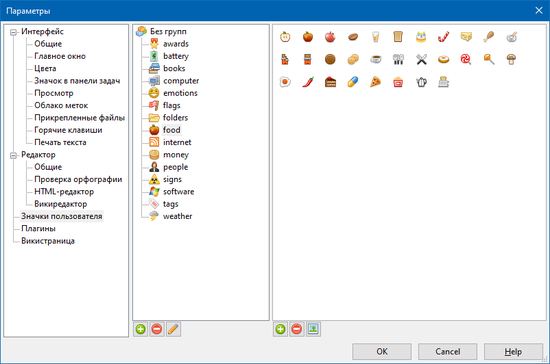 Параметры
Интерфейс
Общие
Главное окно
Цвета
Значок в панели задач
Просмотр
Облако меток
Прикрепленные файлы
Горячие клавиши
Печать текста
Редактор
Общие
Проверка орфографии
HTML-редактор
Викиредактор
Значки пользователя
Плагины
Викистраница
Без групп
awards
battery
books
computer
emotions
flags
folders
food
internet
money
people
signs
software
tags
weather
OK
Cancel
Help